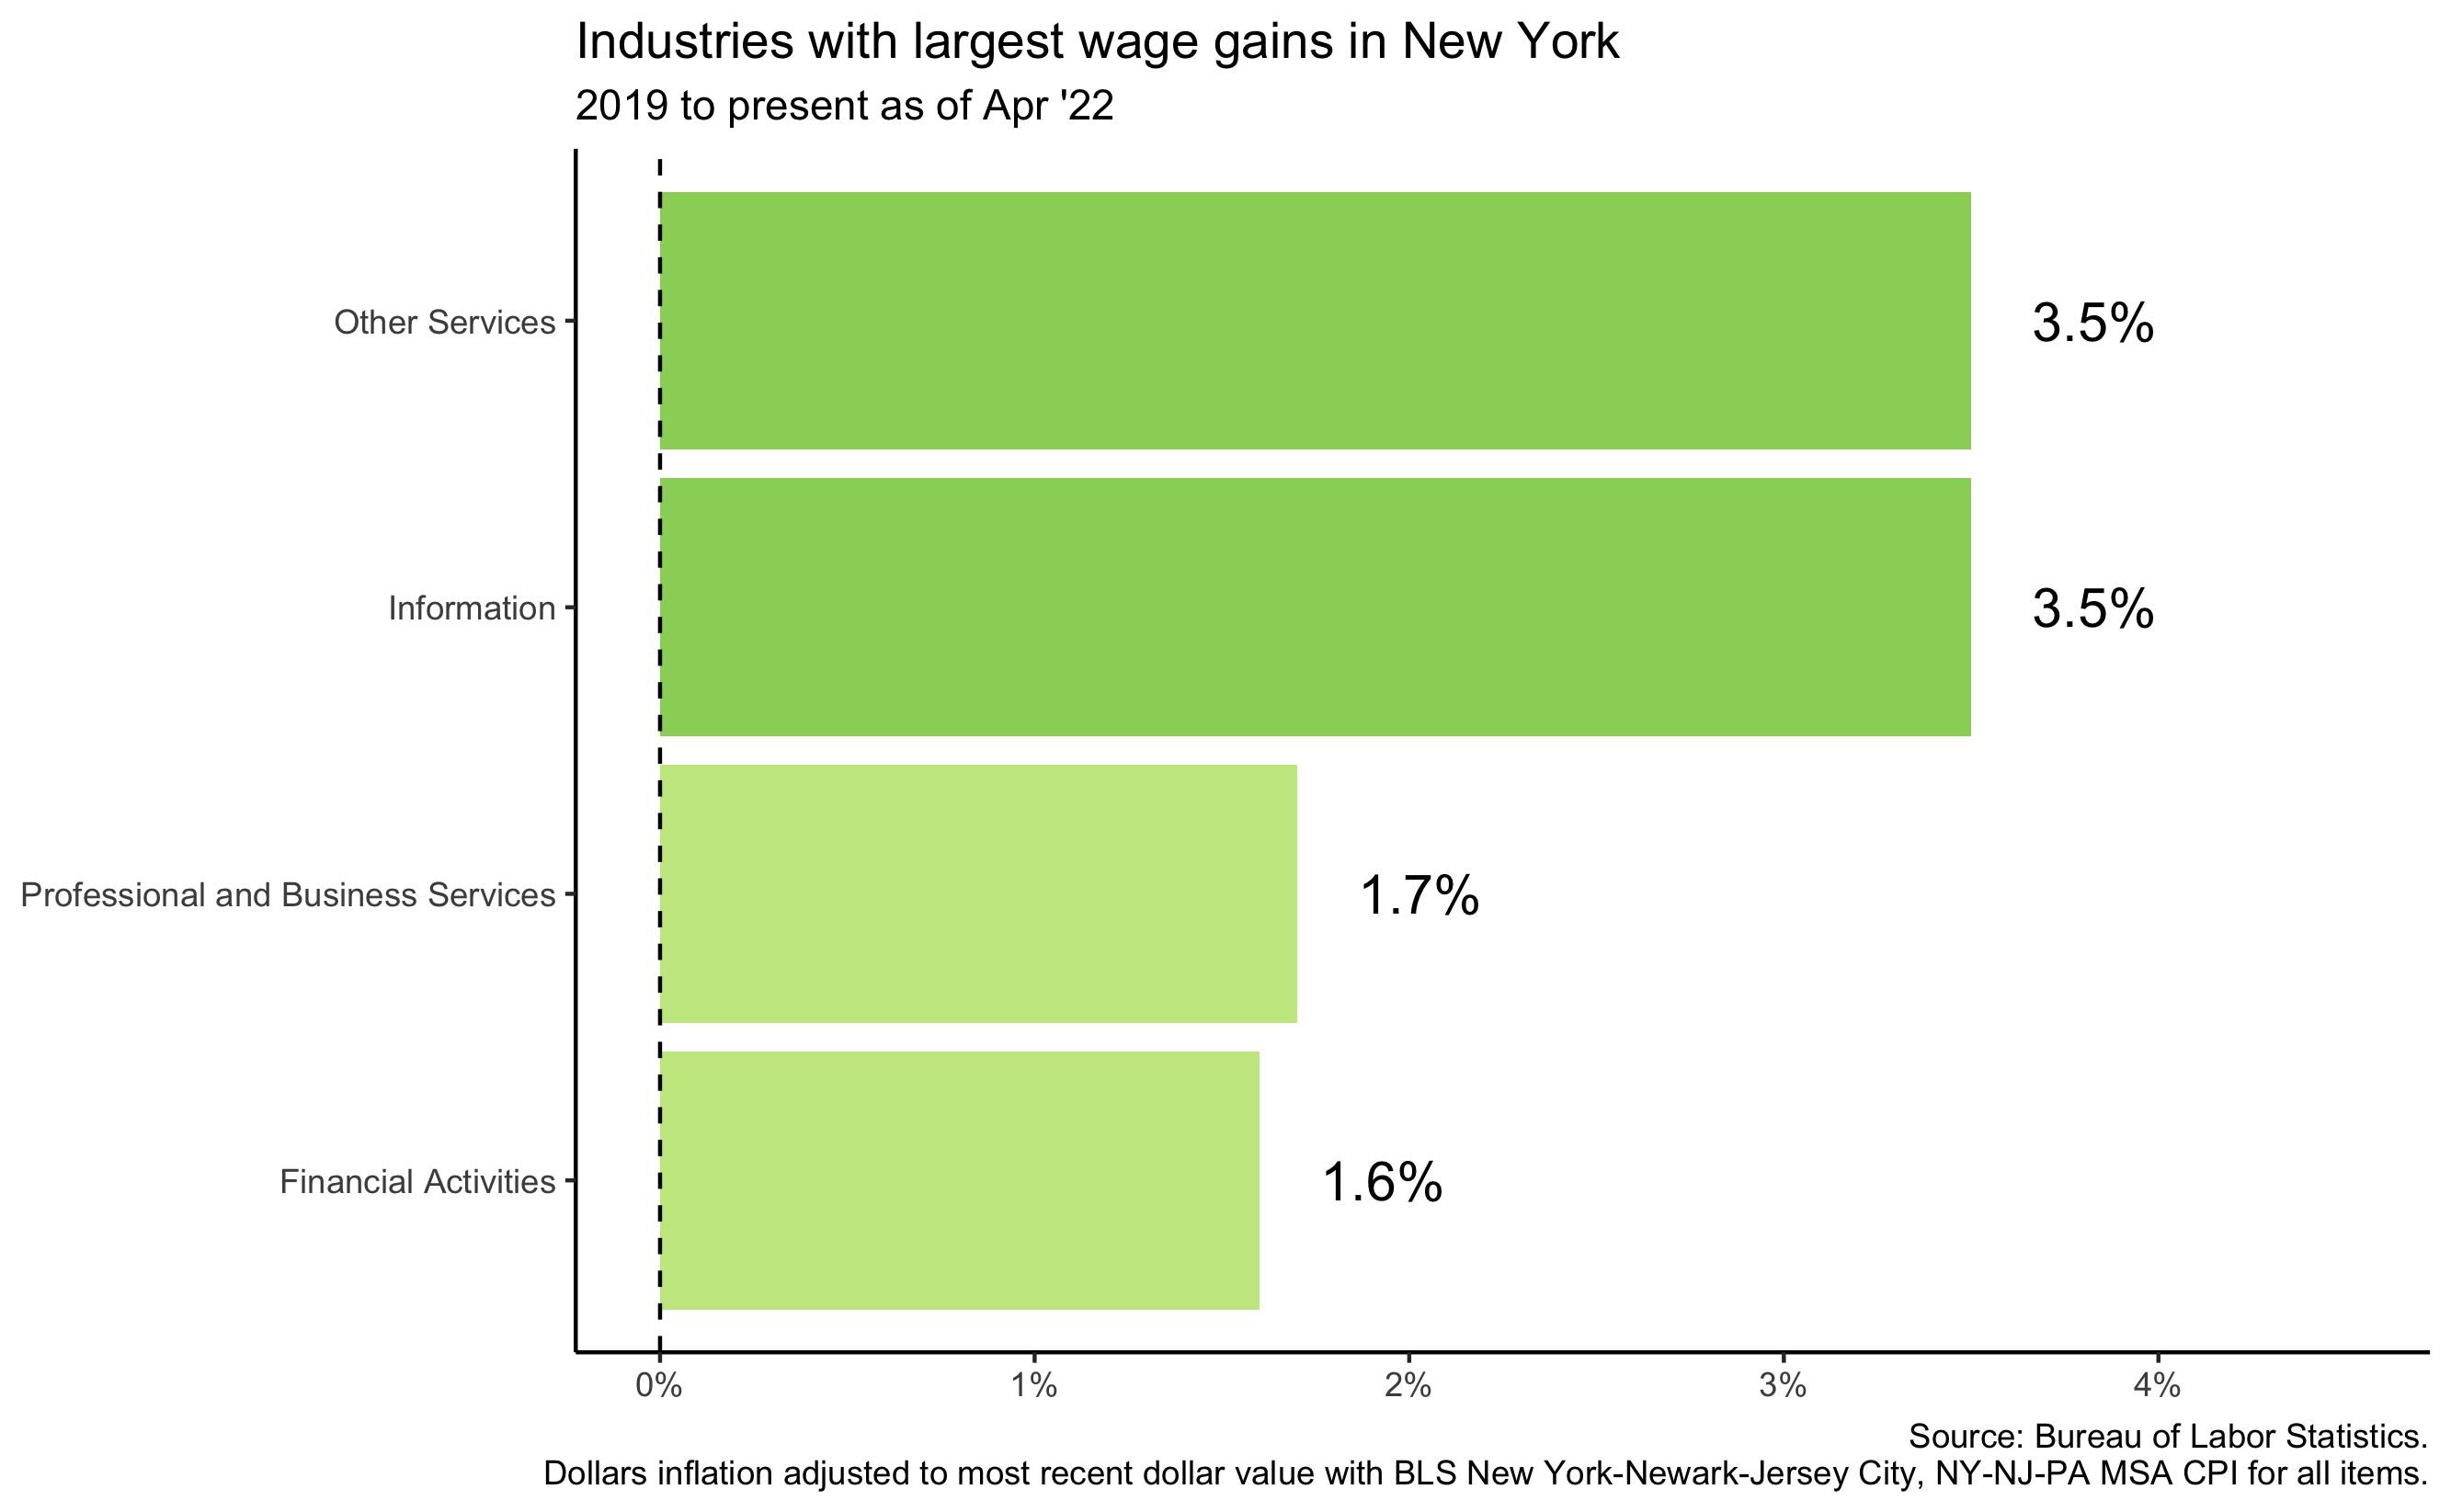 Industries with largest wage gains in New York
2019 to present as of Apr '22
Other Services
3.5%
Information
3.5%
Professional and Business Services
1.7%
Financial Activities
1.6%
0% 1% 2% 3% 4%
Source: Bureau of Labor Statistics.
Dollars inflation adjusted to most recent dollar value with BLS New York-Newark-Jersey City, NY-NJ-PA MSA CPI for all items.